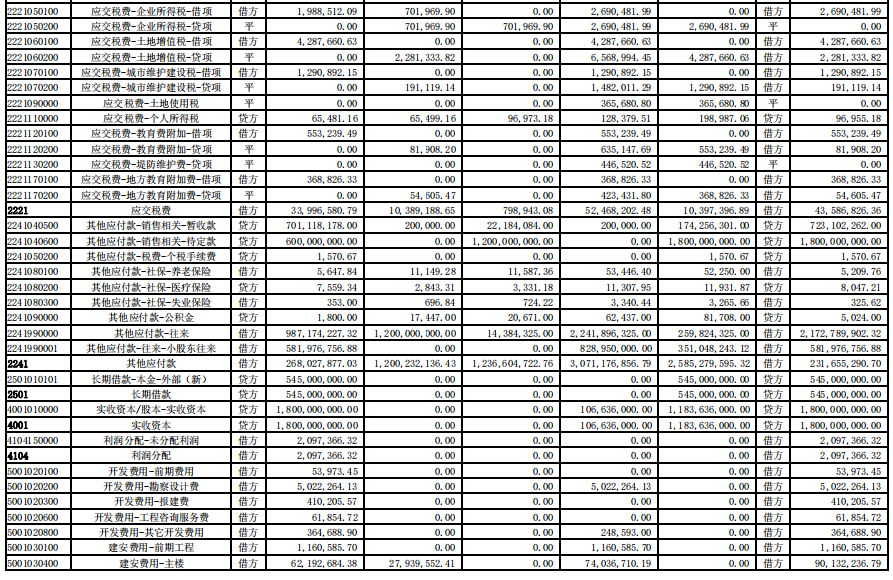 2221050100 应交税费-企业所得税-借项 借方 1,988,512.09 701,969.90 0.00 2,690,481.99 0.00 借方 2,690,481.99
2221050200 应交税费-企业所得税-贷项 平 0.00 701,969.90 701,969.90 2,690,481.99 2,690,481.99 平 0.00
2221060100 应交税费-土地增值税-借项 借方 4,287,660.63 0.00 0.00 4,287,660.63 0.00 借方 4,287,660.63
2221060200 应交税费-土地增值税-贷项 平 0.00 2,281,333.82 0.00 6,568,994.45 4,287,660.63 借方 2,281,333.82
2221070100 应交税费-城市维护建设税-借项 借方 1,290,892.15 0.00 0.00 1,290,892.15 0.00 借方 1,290,892.15
2221070200 应交税费-城市维护建设税-贷项 平 0.00 191,119.14 0.00 1,482,011.29 1,290,892.15 借方 191,119.14
2221090000 应交税费-土地使用税 平 0.00 0.00 0.00 365,680.80 365,680.80 平 0.00
2221110000 应交税费-个人所得税 贷方 65,481.16 65,499.16 96,973.18 128,379.51 198,987.06 贷方 96,955.18
2221120100 应交税费-教育费附加-借项 借方 553,239.49 0.00 0.00 553,239.49 0.00 借方 553,239.49
2221120200 应交税费-教育费附加-贷项 平 0.00 81,908.20 0.00 635,147.69 553,239.49 借方 81,908.20
2221130200 应交税费-堤防维护费-贷项 平 0.00 0.00 0.00 446,520.52 446,520.52 平 0.00
2221170100 应交税费-地方教育附加费-借项 借方 368,826.33 0.00 0.00 368,826.33 0.00 借方 368,826.33
2221170200 应交税费-地方教育附加费-贷项 平 0.00 54,605.47 0.00 423,431.80 368,826.33 借方 54,605.47
2221 应交税费 借方 33,996,580.79 10,389,188.65 798,943.08 52,468,202.48 10,397,396.89 借方 43,586,826.36
2241040500 其他应付款-销售相关-暂收款 贷方 701,118,178.00 200,000.00 22,184,084.00 200,000.00 174,256,301.00 贷方 723,102,262.00
2241040600 其他应付款-销售相关-待定款 贷方 600,000,000.00 0.00 1,200,000,000.00 0.00 1,800,000,000.00 贷方 1,800,000,000.00
2241050200 其他应付款-税费-个税手续费 贷方 1,570.67 0.00 0.00 0.00 1,570.67 贷方 1,570.67
2241080100 其他应付款-社保-养老保险 借方 5,647.84 11,149.28 11,587.36 53,446.40 52,250.00 借方 5,209.76
2241080200 其他应付款-社保-医疗保险 贷方 7,559.34 2,843.31 3,331.18 11,307.95 11,931.87 贷方 8,047.21
2241080300 其他应付款-社保-失业保险 借方 353.00 696.84 724.22 3,340.44 3,265.66 借方 325.62
2241090000 其他应付款-公积金 贷方 1,800.00 17,447.00 20,671.00 62,437.00 81,708.00 贷方 5,024.00
2241990000 其他应付款-往来 借方 987,174,227.32 1,200,000,000.00 14,384,325.00 2,241,896,325.00 259,824,325.00 借方 2,172,789,902.32
2241990001 其他应付款-往来-小股东往来 借方 581,976,756.88 0.00 0.00 828,950,000.00 351,048,243.12 借方 581,976,756.88
2241 其他应付款 借方 268,027,877.03 1,200,232,136.43 1,236,604,722.76 3,071,176,856.79 2,585,279,595.32 借方 231,655,290.70
2501010101 长期借款-本金-外部（新） 贷方 545,000,000.00 0.00 0.00 0.00 545,000,000.00 贷方 545,000,000.00
2501 长期借款 贷方 545,000,000.00 0.00 0.00 0.00 545,000,000.00 贷方 545,000,000.00
4001010000 实收资本/股本-实收资本 贷方 1,800,000,000.00 0.00 0.00 106,636,000.00 1,183,636,000.00 贷方 1,800,000,000.00
4001 实收资本 贷方 1,800,000,000.00 0.00 0.00 106,636,000.00 1,183,636,000.00 贷方 1,800,000,000.00
4104150000 利润分配-未分配利润 借方 2,097,366.32 0.00 0.00 0.00 0.00 借方 2,097,366.32
4104 利润分配 借方 2,097,366.32 0.00 0.00 0.00 0.00 借方 2,097,366.32
5001020100 开发费用-前期费用 借方 53,973.45 0.00 0.00 0.00 0.00 借方 53,973.45
5001020200 开发费用-勘察设计费 借方 5,022,264.13 0.00 0.00 5,022,264.13 0.00 借方 5,022,264.13
5001020300 开发费用-报建费 借方 410,205.57 0.00 0.00 0.00 0.00 借方 410,205.57
5001020600 开发费用-工程咨询服务费 借方 61,854.72 0.00 0.00 0.00 0.00 借方 61,854.72
5001020800 开发费用-其它开发费用 借方 364,688.90 0.00 0.00 248,593.00 0.00 借方 364,688.90
5001030100 建安费用-前期工程 借方 1,160,585.70 0.00 0.00 1,160,585.70 0.00 借方 1,160,585.70
5001030400 建安费用-主楼 借方 62,192,684.38 27,939,552.41 0.00 74,036,710.19 0.00 借方 90,132,236.79